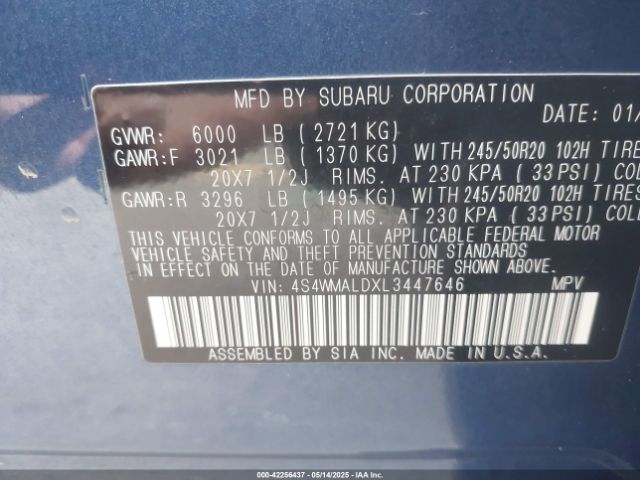 MFD BY SUBARU CORPORATION
DATE: 01/
GVWR: 6000 LB ( 2721 KG)
GAWR:F 3021 LB ( 1370 KG) WITH 245/50R20 102H TIRE
20X7 1/2J RIMS. AT 230 KPA ( 33 PSI) COL
GAWR:R 3296 LB ( 1495 KG) WITH 245/50R20 102H TIRE
20X7 1/2J RIMS. AT 230 KPA ( 33 PSI) COL
THIS VEHICLE CONFORMS TO ALL APPLICABLE FEDERAL MOTOR
VEHICLE SAFETY AND THEFT PREVENTION STANDARDS
IN EFFECT ON THE DATE OF MANUFACTURE SHOWN ABOVE.
VIN: 4S4WMALDXL3447646 MPV
ASSEMBLED BY SIA INC. MADE IN U.S.A.
000-42256437 - 05/14/2025 - IAAI.COM